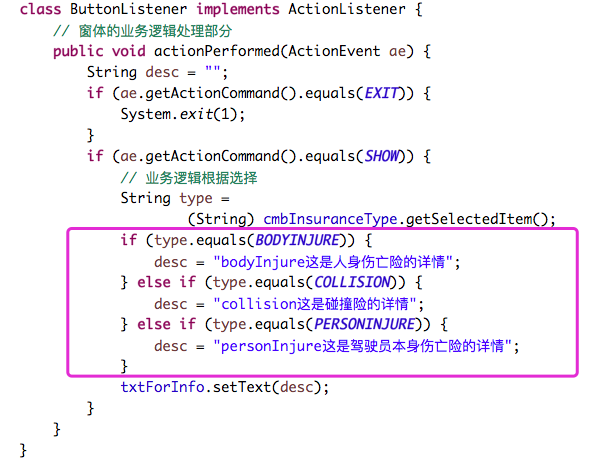 class ButtonListener implements ActionListener {
// 窗体的业务逻辑处理部分
public void actionPerformed(ActionEvent ae) {
String desc = "";
if (ae.getActionCommand().equals(EXIT)) {
System.exit(1);
}
if (ae.getActionCommand().equals(SHOW)) {
// 业务逻辑根据选择
String type =
(String) cmbInsuranceType.getSelectedItem();
if (type.equals(BODYINJURE)) {
desc = "bodyInjure这是人身伤亡险的详情";
} else if (type.equals(COLLISION)) {
desc = "collision这是碰撞险的详情";
} else if (type.equals(PERSONINJURE)) {
desc = "personInjure这是驾驶员本身伤亡险的详情";
}
txtForInfo.setText(desc);
}
}
}